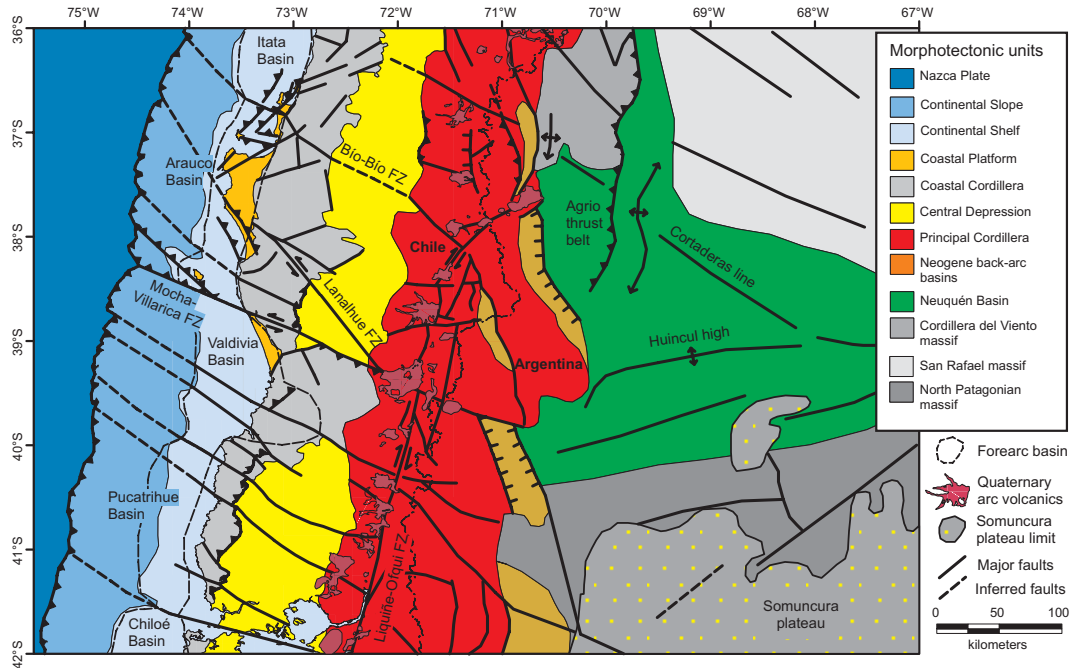 75°W
74°W
73°W
72°W
71°W
70°W
69°W
68°W
67°W
36°S
37°S
38°S
39°S
40°S
41°S
42°S
Itata
Basin
Arauco
Basin
Bio-Bio FZ
Mocha-
Villarica FZ
Lanalhue FZ
Valdivia
Basin
Pucatrihue
Basin
Chiloé
Basin
Liquiñe-Ofqui FZ
Chile
Argentina
Agrio
thrust
belt
Cortaderas line
Huincul high
Somuncura
plateau
Morphotectonic units
Nazca Plate
Continental Slope
Continental Shelf
Coastal Platform
Coastal Cordillera
Central Depression
Principal Cordillera
Neogene back-arc
basins
Neuquén Basin
Cordillera del Viento
massif
San Rafael massif
North Patagonian
massif
Forearc basin
Quaternary
arc volcanics
Somuncura
plateau limit
Major faults
Inferred faults
0 50 100
kilometers